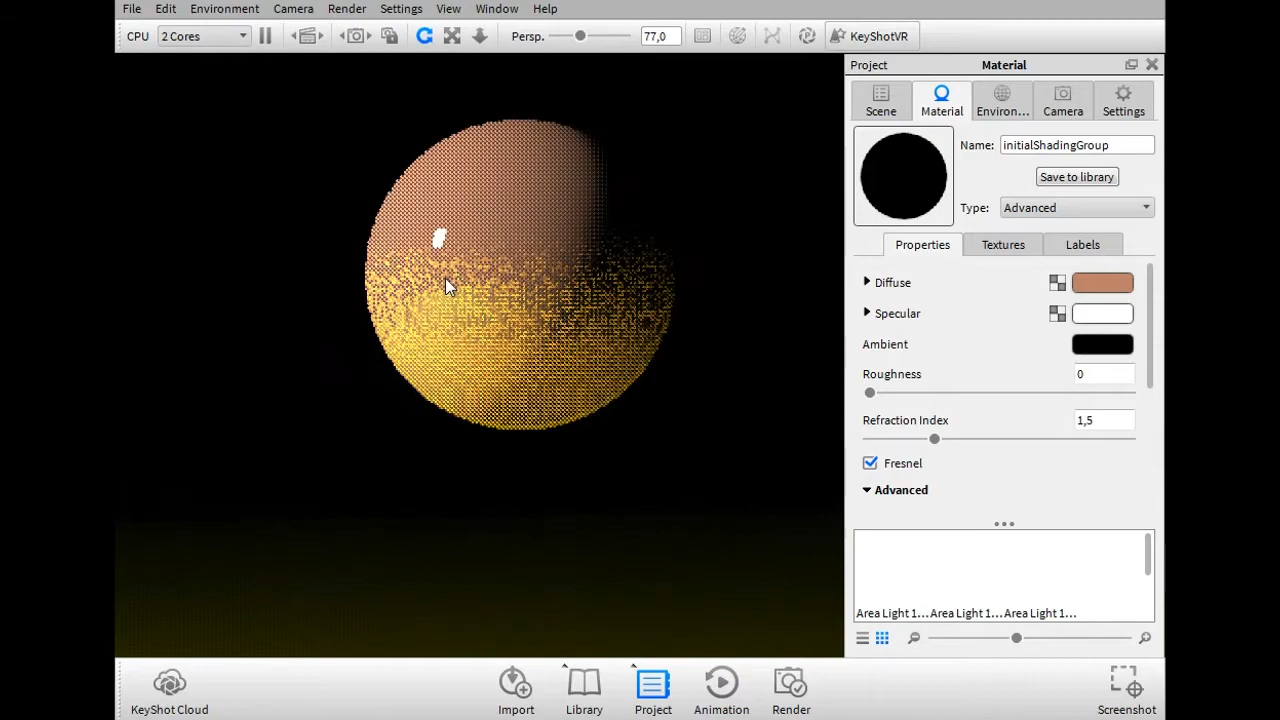 File Edit Environment Camera Render Settings View Window Help
CPU 2 Cores Persp. 77,0 KeyShotVR
Project Material
Scene Material Environ... Camera Settings
Name: initialShadingGroup
Save to library
Type: Advanced
Properties Textures Labels
Diffuse
Specular
Ambient
Roughness 0
Refraction Index 1,5
Fresnel
Advanced
Area Light 1... Area Light 1... Area Light 1...
KeyShot Cloud Import Library Project Animation Render Screenshot